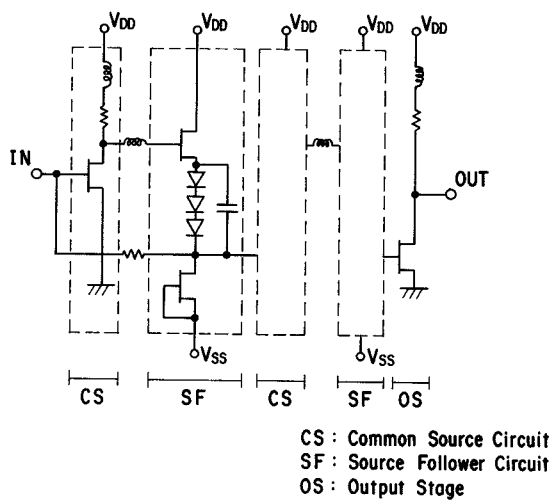 VDD VDD VDD VDD VDD
IN
OUT
VSS VSS
CS SF CS SF OS
CS : Common Source Circuit
SF : Source Follower Circuit
OS : Output Stage